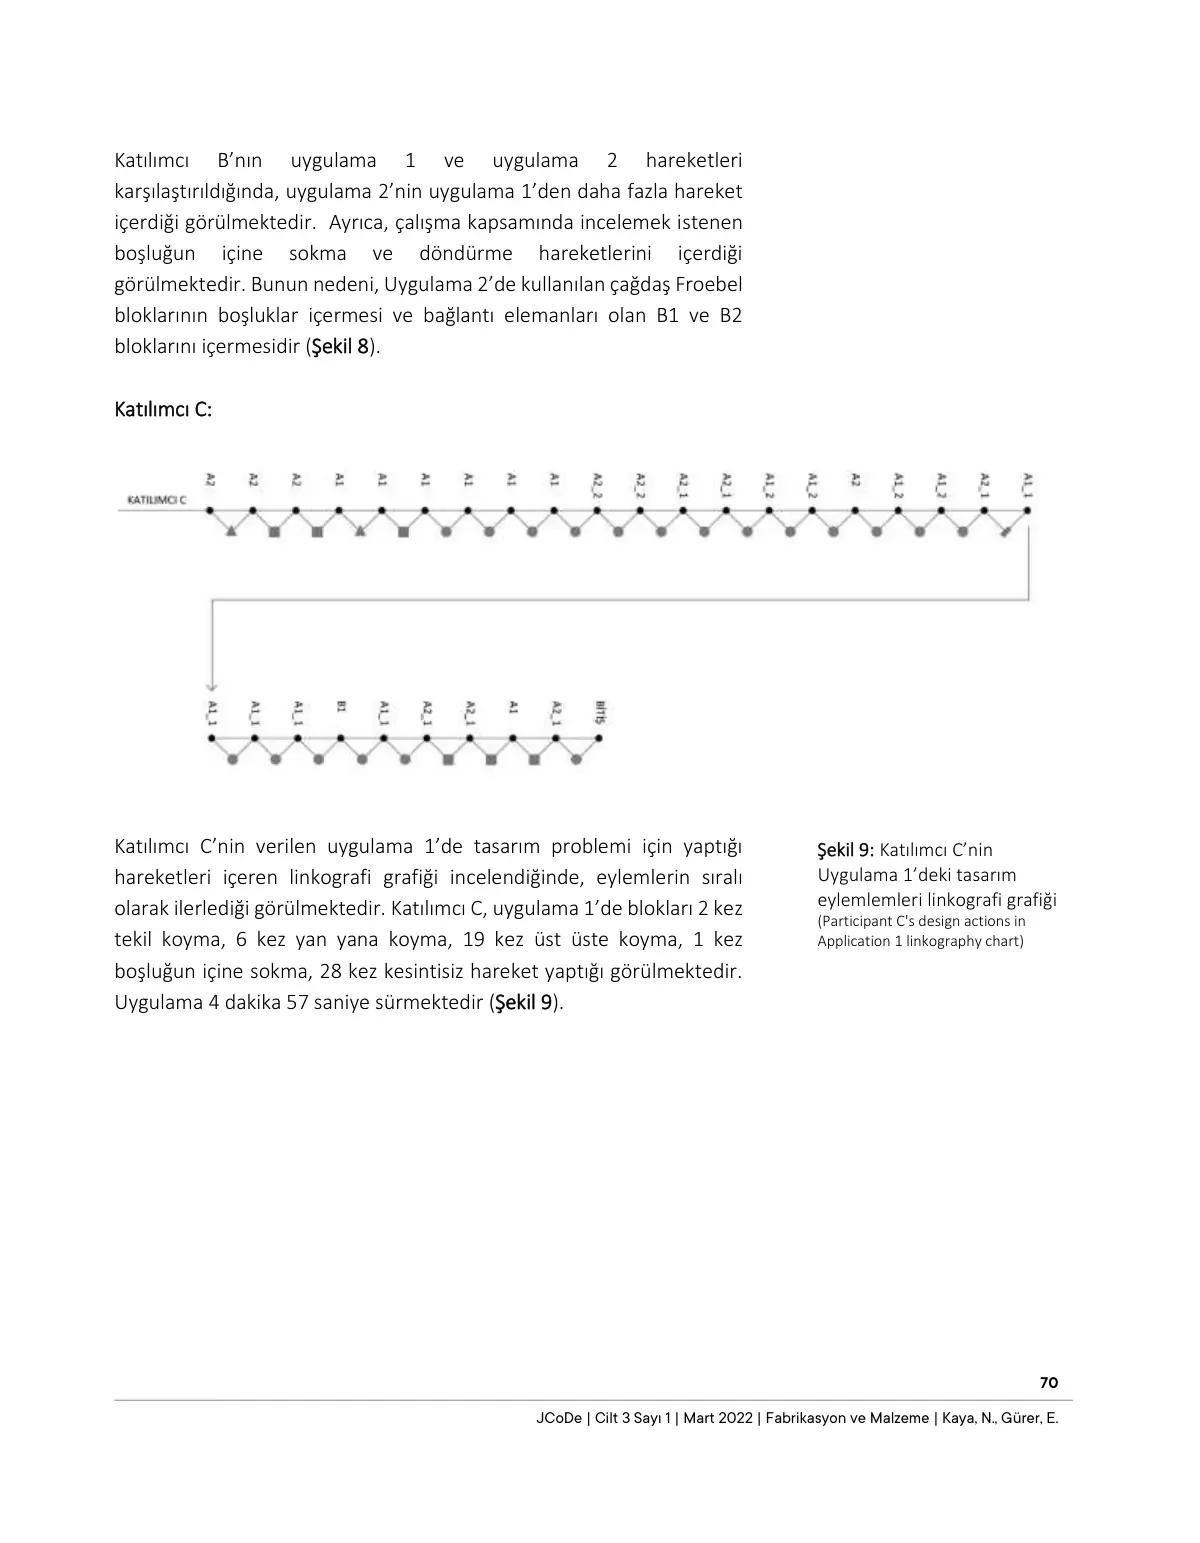 Katılımcı B’nın uygulama 1 ve uygulama 2 hareketleri
karşılaştırıldığında, uygulama 2’nin uygulama 1’den daha fazla hareket
içerdiği görülmektedir. Ayrıca, çalışma kapsamında incelemek istenen
boşluğun içine sokma ve döndürme hareketlerini içerdiği
görülmektedir. Bunun nedeni, Uygulama 2’de kullanılan çağdaş Froebel
bloklarının boşluklar içermesi ve bağlantı elemanları olan B1 ve B2
bloklarını içermesidir (Şekil 8).
Katılımcı C:
A2 A2 A2 A1 A1 A1 A1 A1 A1 A2_2 A2_2 A2_1 A2_1 A1_2 A1_2 A2 A1_2 A1_2 A2_1 A1_1
KATILIMCI C
A1_1 A1_1 A1_1 B1 A1_1 A2_1 A2_1 A1 A2_1 BİTİŞ
Katılımcı C’nin verilen uygulama 1’de tasarım problemi için yaptığı
hareketleri içeren linkografi grafiği incelendiğinde, eylemlerin sıralı
olarak ilerlediği görülmektedir. Katılımcı C, uygulama 1’de blokları 2 kez
tekil koyma, 6 kez yan yana koyma, 19 kez üst üste koyma, 1 kez
boşluğun içine sokma, 28 kez kesintisiz hareket yaptığı görülmektedir.
Uygulama 4 dakika 57 saniye sürmektedir (Şekil 9).
Şekil 9: Katılımcı C’nin
Uygulama 1’deki tasarım
eylemlemleri linkografi grafiği
(Participant C's design actions in
Application 1 linkography chart)
70
JCoDe | Cilt 3 Sayı 1 | Mart 2022 | Fabrikasyon ve Malzeme | Kaya, N., Gürer, E.